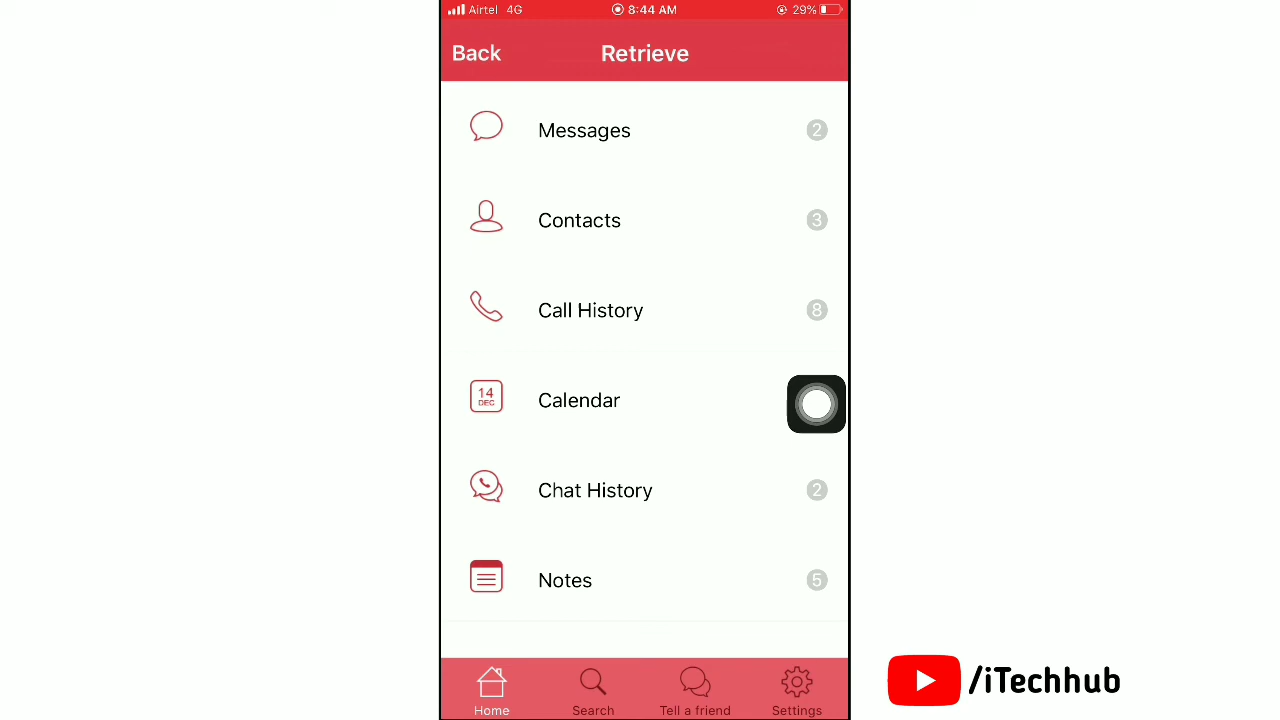 Airtel 4G 8:44 AM 29%
Back Retrieve
Messages 2
Contacts 3
Call History 8
14
DEC
Calendar
Chat History 2
Notes 5
Home Search Tell a friend Settings
/iTechhub